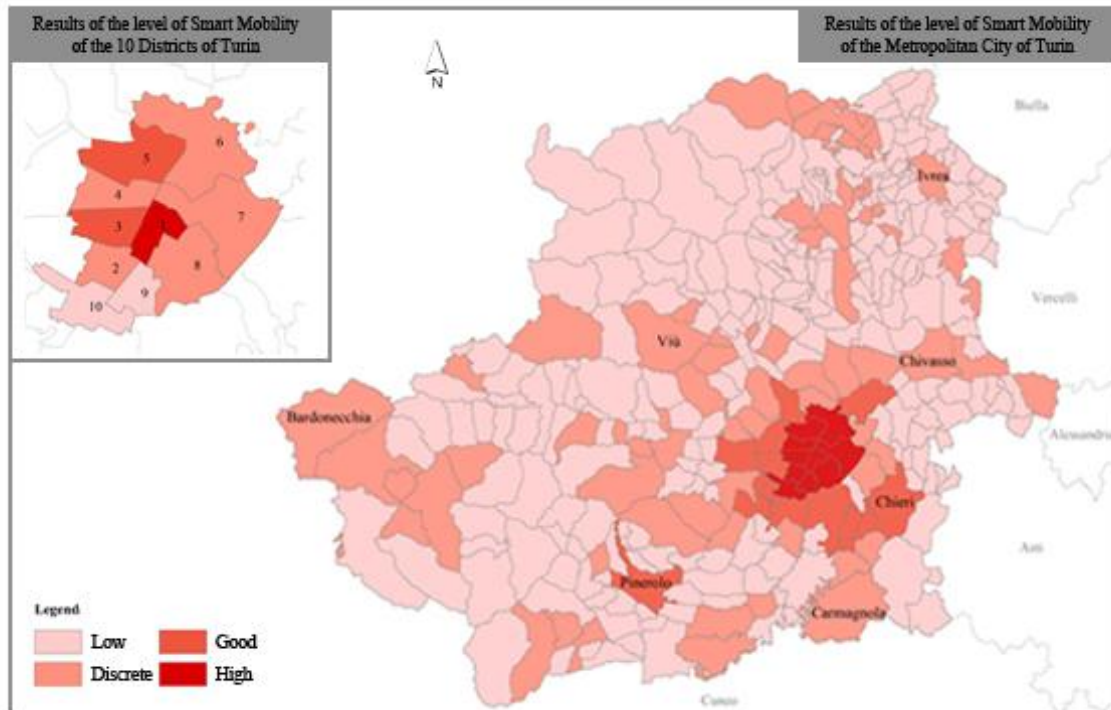 Results of the level of Smart Mobility
of the 10 Districts of Turin
Results of the level of Smart Mobility
of the Metropolitan City of Turin
N
6
5
4
3
1
7
2
8
9
10
Biella
Ivrea
Vercelli
Viù
Chivasso
Bardonecchia
Alessandria
Chieri
Asti
Pinerolo
Carmagnola
Cuneo
Legend
Low
Good
Discrete
High